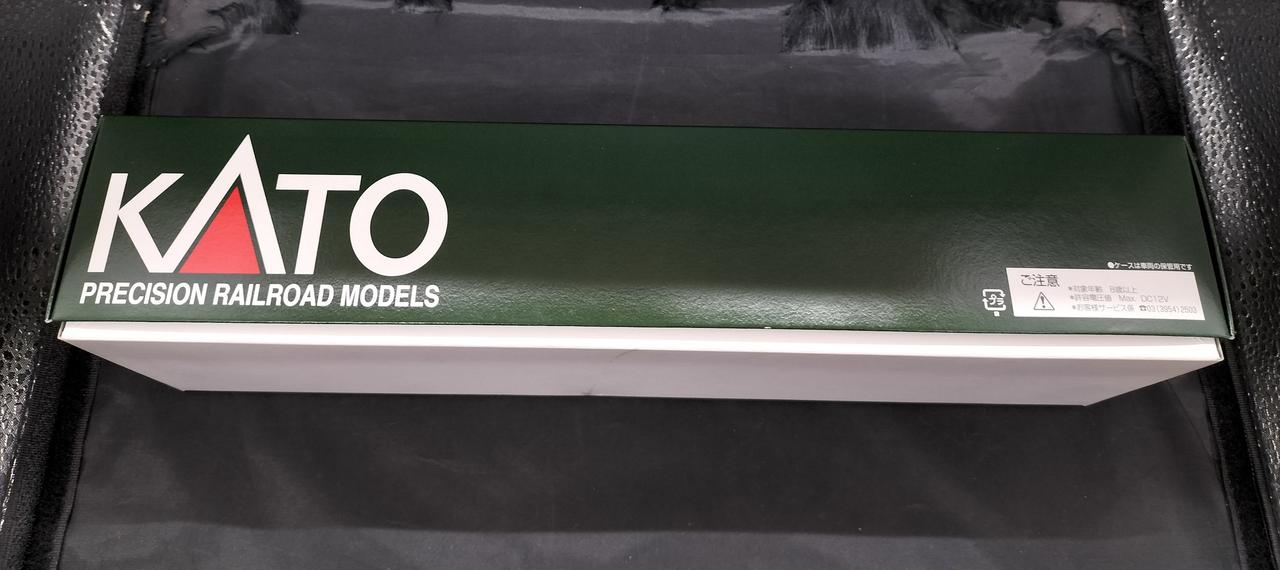 KATO
PRECISION RAILROAD MODELS
●ケースは車両の保管用です
ご注意
＊対象年齢 8歳以上
＊許容電圧値 Max. DC12V
＊お客様サービス係 ☎03(3954)2503